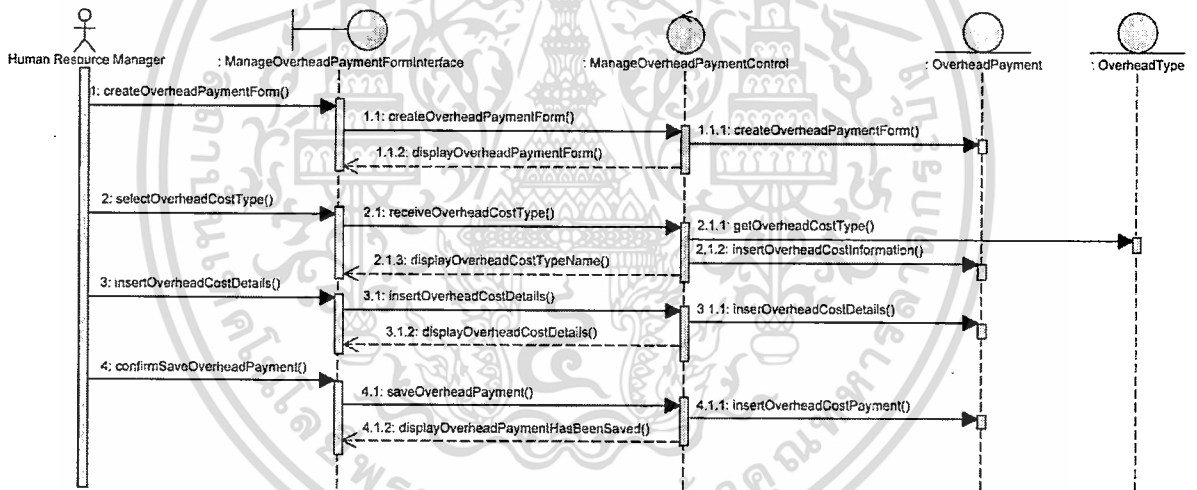 Human Resource Manager
: ManageOverheadPaymentFormInterface
: ManageOverheadPaymentControl
: OverheadPayment
: OverheadType
1: createOverheadPaymentForm()
1.1: createOverheadPaymentForm()
1.1.1: createOverheadPaymentForm()
1.1.2: displayOverheadPaymentForm()
2: selectOverheadCostType()
2.1: receiveOverheadCostType()
2.1.1: getOverheadCostType()
2.1.2: insertOverheadCostInformation()
2.1.3: displayOverheadCostTypeName()
3: insertOverheadCostDetails()
3.1: insertOverheadCostDetails()
3.1.1: inserOverheadCostDetails()
3.1.2: displayOverheadCostDetails()
4: confirmSaveOverheadPayment()
4.1: saveOverheadPayment()
4.1.1: insertOverheadCostPayment()
4.1.2: displayOverheadPaymentHasBeenSaved()